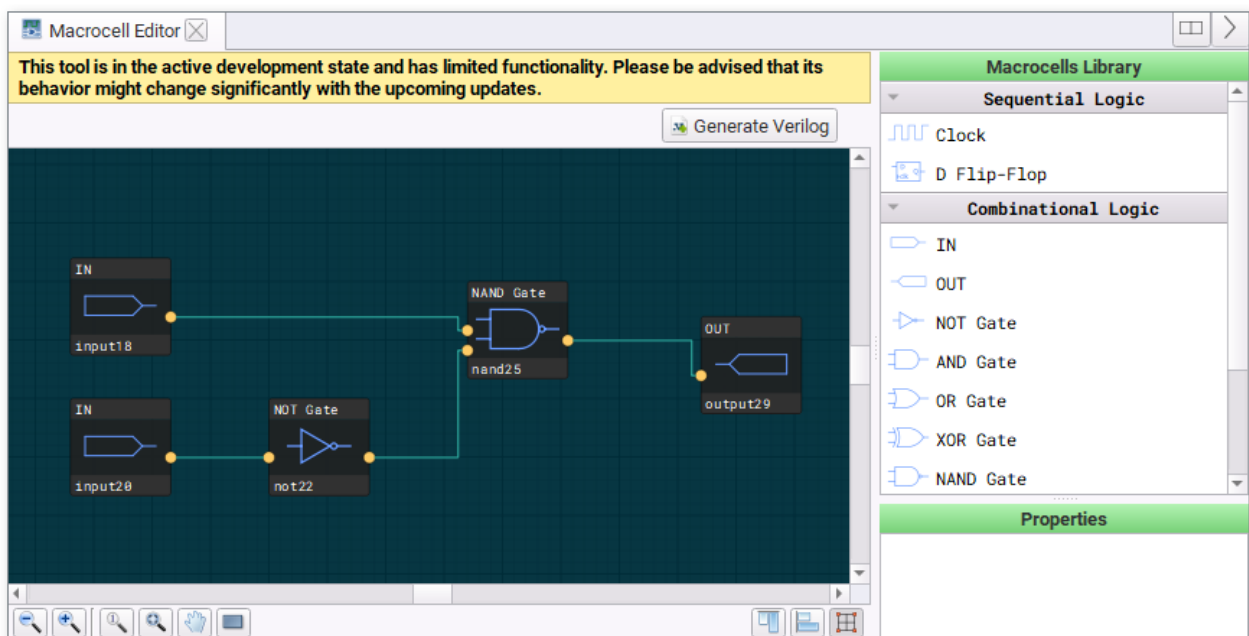 Macrocell Editor
This tool is in the active development state and has limited functionality. Please be advised that its
behavior might change significantly with the upcoming updates.
Generate Verilog
IN
input18
IN
input20
NOT Gate
not22
NAND Gate
nand25
OUT
output29
Macrocells Library
Sequential Logic
Clock
D Flip-Flop
Combinational Logic
IN
OUT
NOT Gate
AND Gate
OR Gate
XOR Gate
NAND Gate
Properties